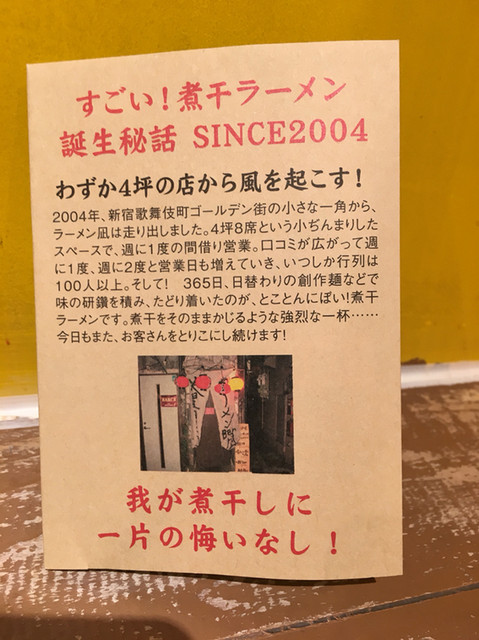 すごい！煮干ラーメン
誕生秘話 SINCE2004
わずか4坪の店から風を起こす！
2004年、新宿歌舞伎町ゴールデン街の小さな一角から、
ラーメン凪は走り出しました。4坪8席という小ぢんまりした
スペースで、週に1度の間借り営業。口コミが広がって週
に1度、週に2度と営業日も増えていき、いつしか行列は
100人以上。そして！ 365日、日替わりの創作麺などで
味の研鑽を積み、たどり着いたのが、とことんにぼい！煮干
ラーメンです。煮干をそのままかじるような強烈な一杯……
今日もまた、お客さんをとりこにし続けます！
我が煮干しに
一片の悔いなし！